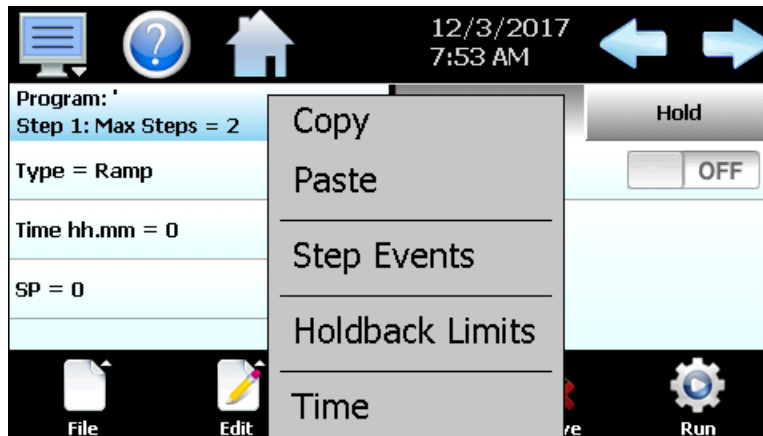 12/3/2017
7:53 AM
Program: '
Step 1: Max Steps = 2
Hold
Type = Ramp
OFF
Time hh.mm = 0
SP = 0
Copy
Paste
Step Events
Holdback Limits
Time
File
Edit
Run